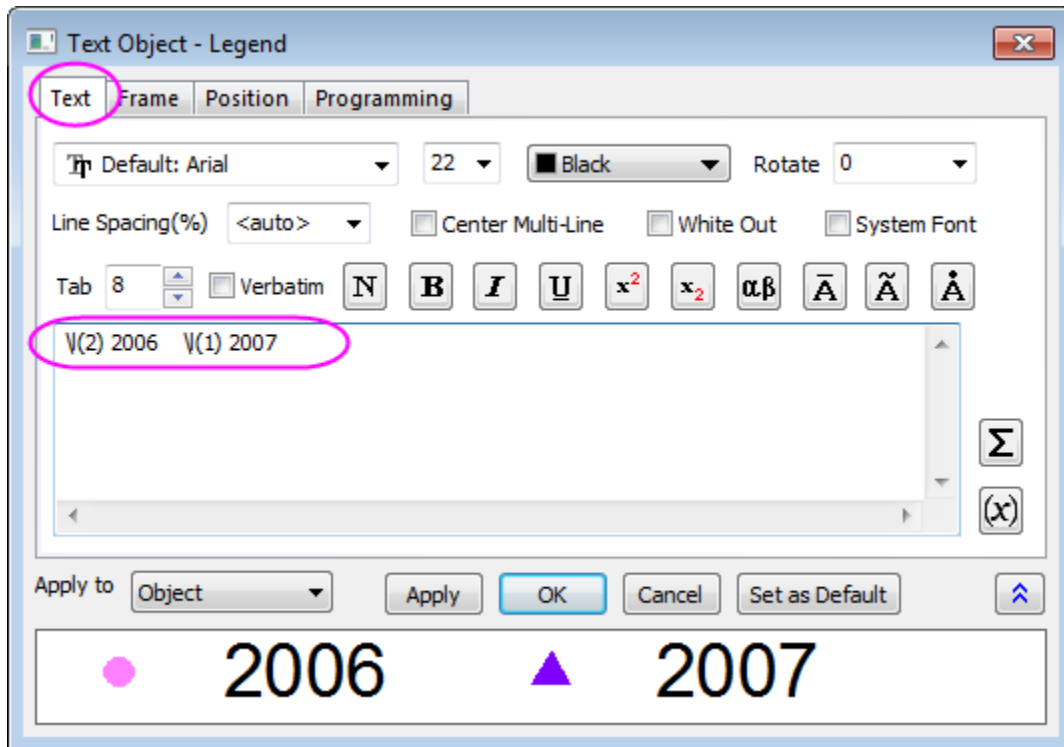 Text Object - Legend
Text Frame Position Programming
Default: Arial 22 Black Rotate 0
Line Spacing(%) <auto> Center Multi-Line White Out System Font
Tab 8 Verbatim N B I U x² x₂ αβ Ā Ã Å
\l(2) 2006 \l(1) 2007
Σ
(x)
Apply to Object Apply OK Cancel Set as Default
2006 2007